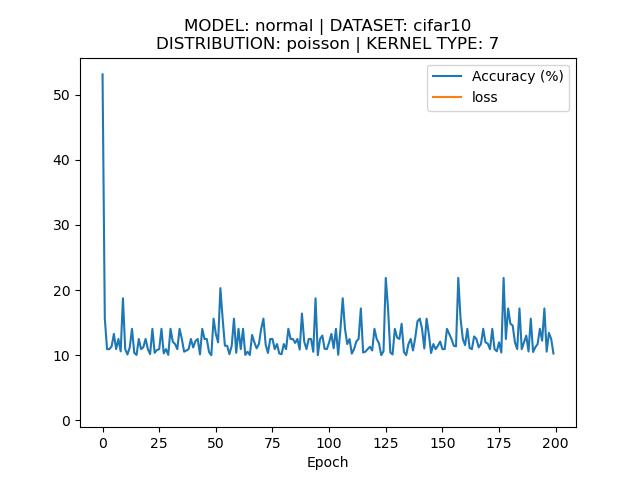 MODEL: normal | DATASET: cifar10
DISTRIBUTION: poisson | KERNEL TYPE: 7
Accuracy (%)
loss
50
40
30
20
10
0
0 25 50 75 100 125 150 175 200
Epoch